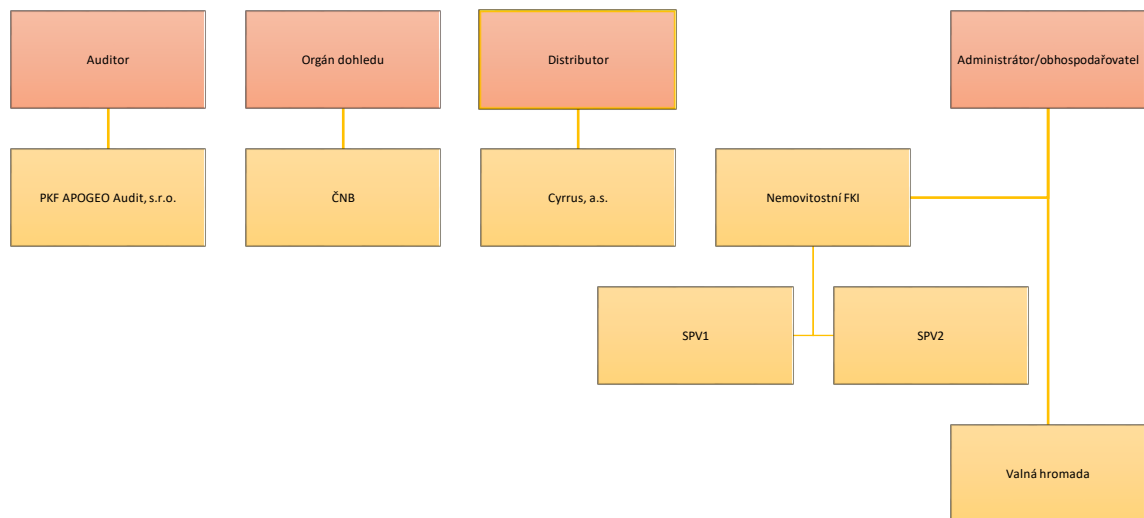 Auditor
Orgán dohledu
Distributor
Administrátor/obhospodařovatel
PKF APOGEO Audit, s.r.o.
ČNB
Cyrrus, a.s.
Nemovitostní FKI
SPV1
SPV2
Valná hromada